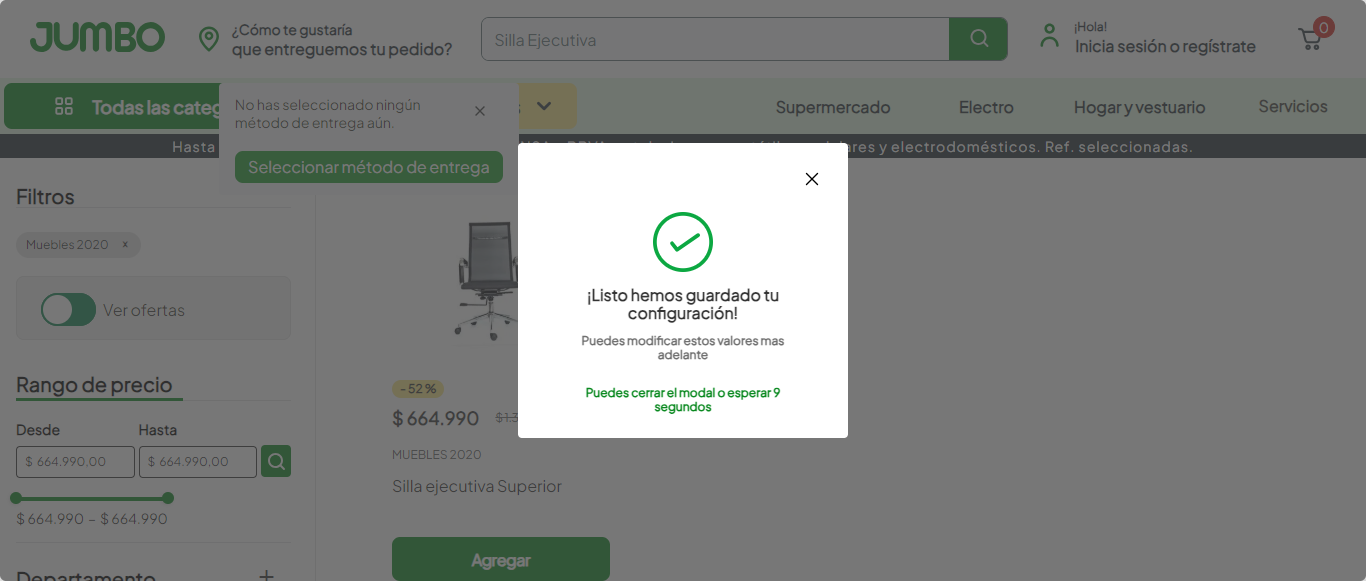 JUMBO
¿Cómo te gustaría
que entreguemos tu pedido?
Silla Ejecutiva
¡Hola!
Inicia sesión o regístrate
0
Todas las categ
No has seleccionado ningún
método de entrega aún.
Seleccionar método de entrega
Supermercado
Electro
Hogar y vestuario
Servicios
Hasta
ares y electrodomésticos. Ref. seleccionadas.
Filtros
Muebles 2020 x
Ver ofertas
Rango de precio
Desde
Hasta
$ 664.990,00
$ 664.990,00
$ 664.990 – $ 664.990
Departamento
-52%
$ 664.990
$1.3
MUEBLES 2020
Silla ejecutiva Superior
Agregar
¡Listo hemos guardado tu
configuración!
Puedes modificar estos valores mas
adelante
Puedes cerrar el modal o esperar 9
segundos